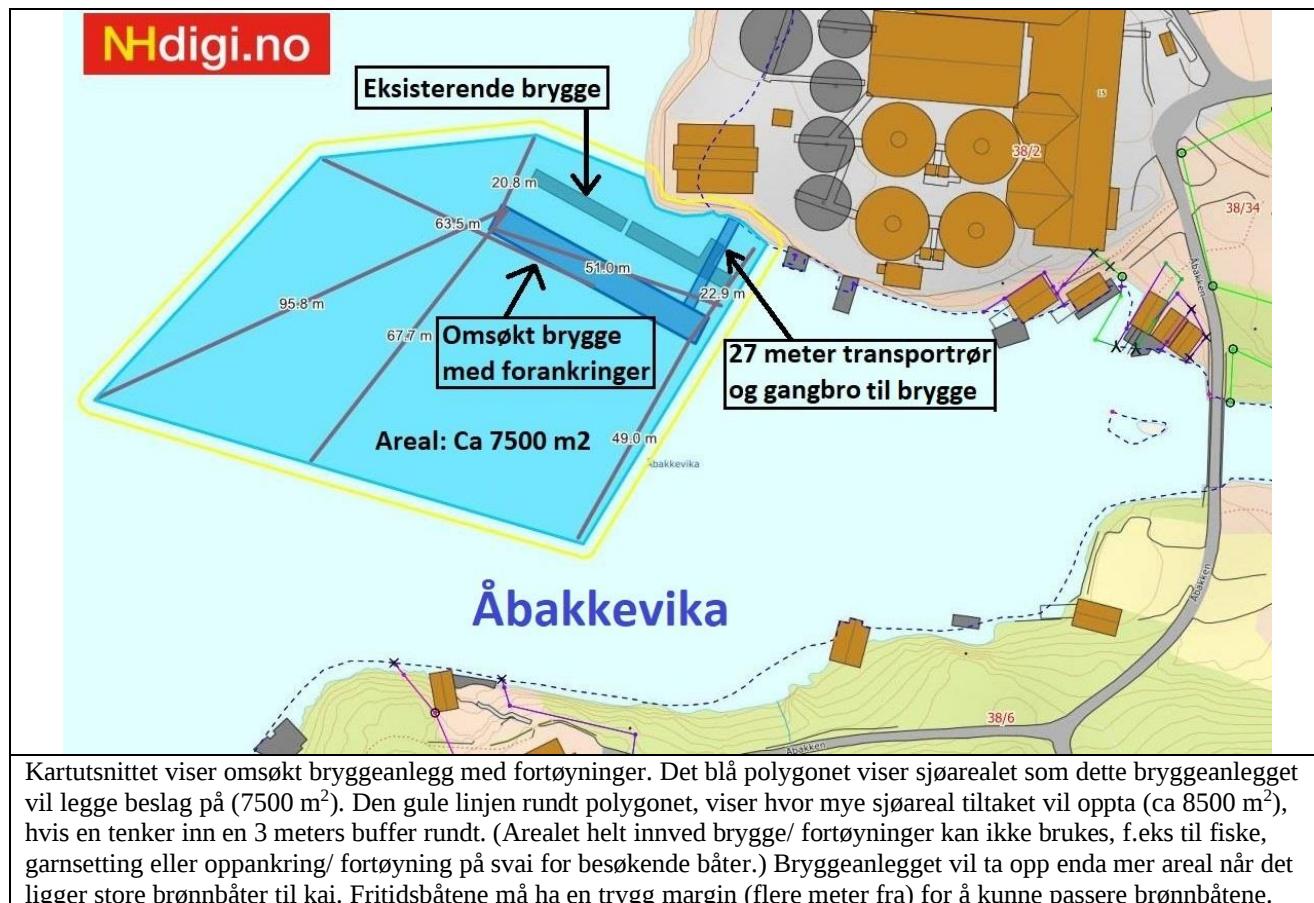 NHdigi.no
Eksisterende brygge
15
38/2
38/34
20.8 m
63.5 m
51.0 m
22.9 m
95.8 m
67.7 m
Omsøkt brygge
med forankringer
27 meter transportrør
og gangbro til brygge
Åbakken
Areal: Ca 7500 m2
49.0 m
Åbakkevika
Åbakkevika
Åbakken
38/6
Åbakken
Kartutsnittet viser omsøkt bryggeanlegg med fortøyninger. Det blå polygonet viser sjøarealet som dette bryggeanlegget
vil legge beslag på (7500 m²). Den gule linjen rundt polygonet, viser hvor mye sjøareal tiltaket vil oppta (ca 8500 m²),
hvis en tenker inn en 3 meters buffer rundt. (Arealet helt innved brygge/ fortøyninger kan ikke brukes, f.eks til fiske,
garnsetting eller oppankring/ fortøyning på svai for besøkende båter.) Bryggeanlegget vil ta opp enda mer areal når det
ligger store brønnbåter til kai. Fritidsbåtene må ha en trygg margin (flere meter fra) for å kunne passere brønnbåtene.